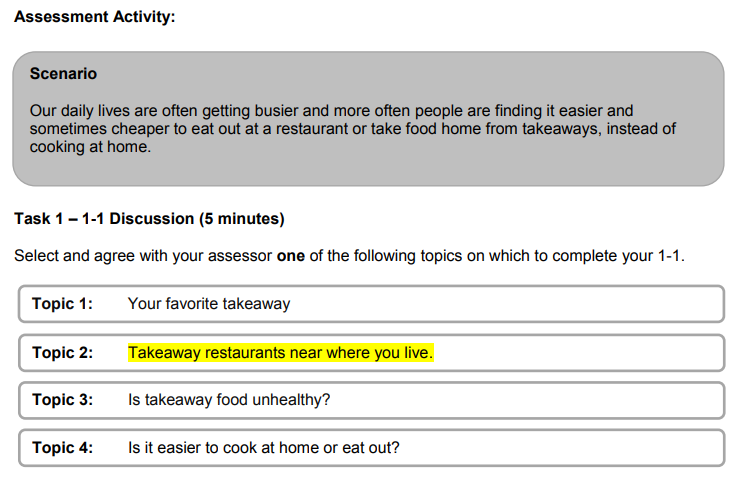 Assessment Activity:
Scenario
Our daily lives are often getting busier and more often people are finding it easier and
sometimes cheaper to eat out at a restaurant or take food home from takeaways, instead of
cooking at home.
Task 1 – 1-1 Discussion (5 minutes)
Select and agree with your assessor one of the following topics on which to complete your 1-1.
Topic 1: Your favorite takeaway
Topic 2: Takeaway restaurants near where you live.
Topic 3: Is takeaway food unhealthy?
Topic 4: Is it easier to cook at home or eat out?